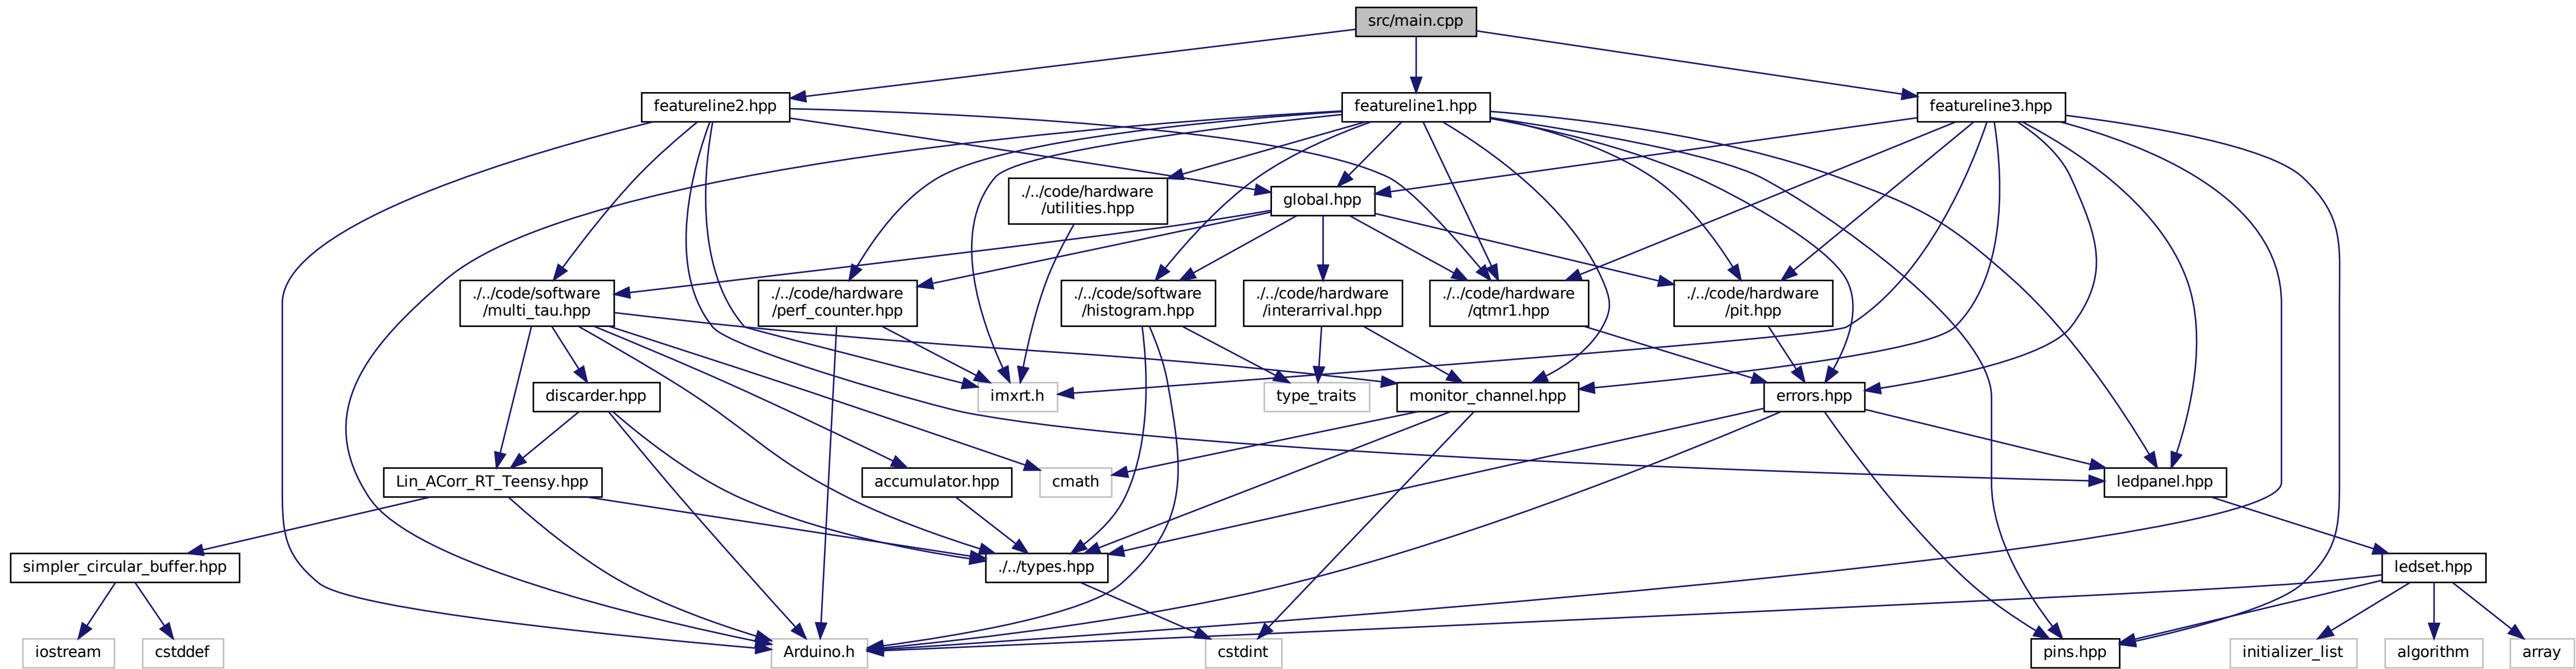 src/main.cpp
featureline2.hpp
featureline1.hpp
featureline3.hpp
./../code/hardware
/utilities.hpp
global.hpp
./../code/software
/multi_tau.hpp
./../code/hardware
/perf_counter.hpp
./../code/software
/histogram.hpp
./../code/hardware
/interarrival.hpp
./../code/hardware
/qtmr1.hpp
./../code/hardware
/pit.hpp
discarder.hpp
imxrt.h
type_traits
monitor_channel.hpp
errors.hpp
Lin_ACorr_RT_Teensy.hpp
accumulator.hpp
cmath
ledpanel.hpp
simpler_circular_buffer.hpp
./../types.hpp
ledset.hpp
iostream
cstddef
Arduino.h
cstdint
pins.hpp
initializer_list
algorithm
array